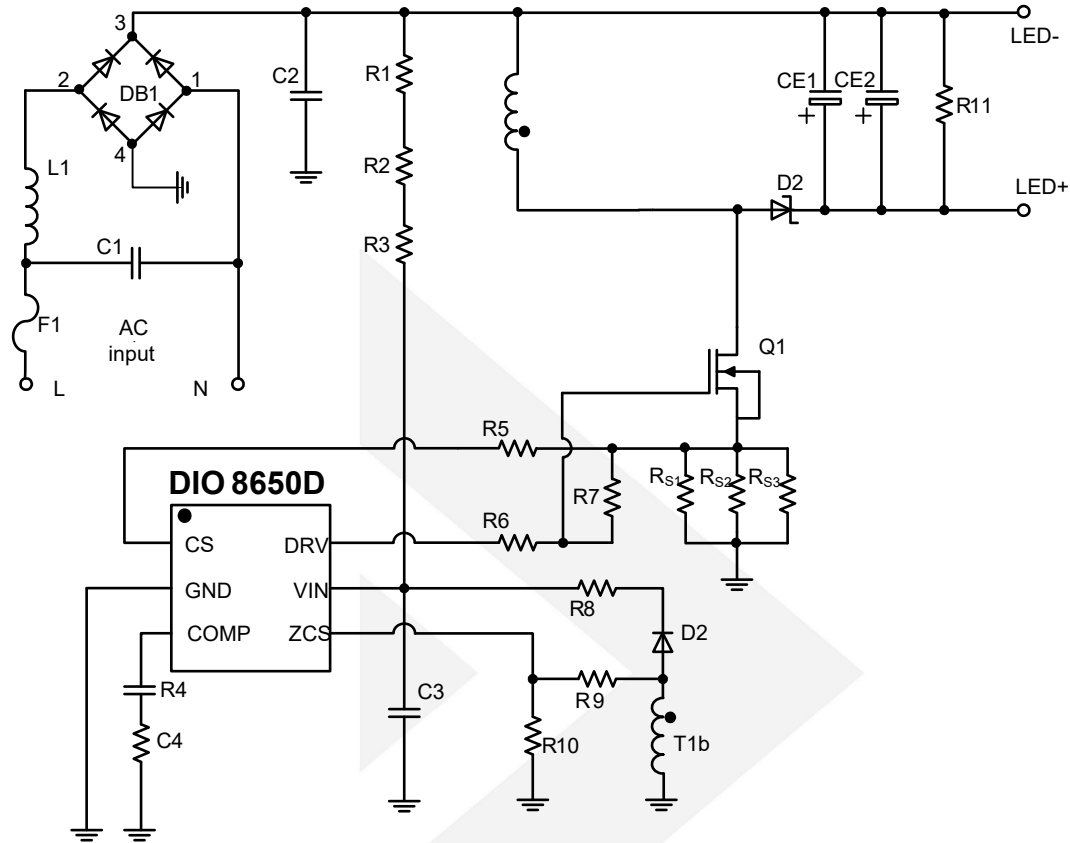 3
LED-
R1
C2
CE1
CE2
2
DB1
1
R11
4
L1
R2
D2
LED+
C1
R3
F1
AC
input
Q1
L
N
R5
DIO 8650D
RS1
RS2
RS3
R7
R6
CS
DRV
GND
VIN
R8
COMP
ZCS
D2
R4
C3
R9
C4
R10
T1b
+
+